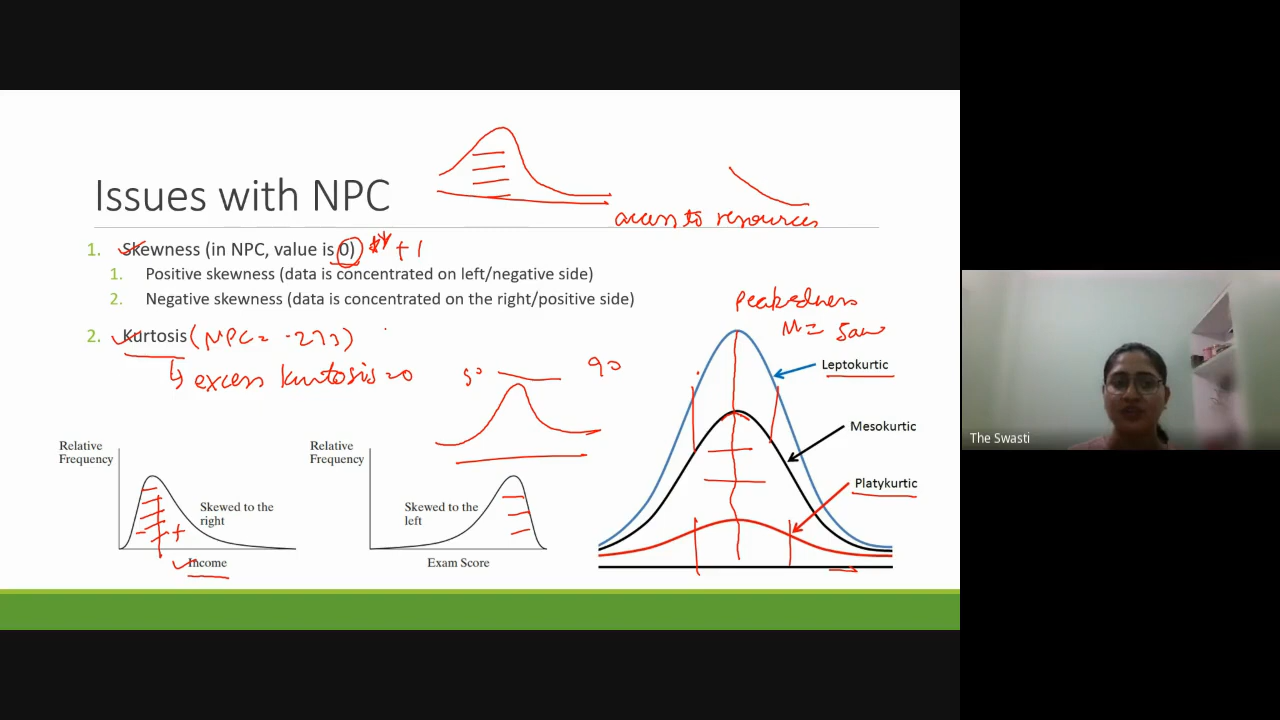 Issues with NPC
access to resources
1. Skewness (in NPC, value is 0) + 1
1. Positive skewness (data is concentrated on left/negative side)
2. Negative skewness (data is concentrated on the right/positive side)
2. Kurtosis (NPC = .273)
↳ excess kurtosis = 0
Peakedness
M =
90
Leptokurtic
Mesokurtic
Platykurtic
Relative
Frequency
Skewed to the
right
+
Income
Relative
Frequency
Skewed to the
left
Exam Score
The Swasti